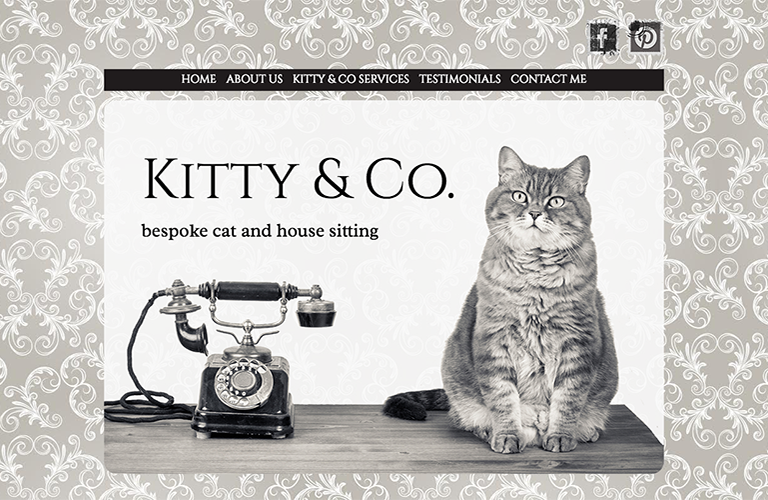 HOME ABOUT US KITTY & CO SERVICES TESTIMONIALS CONTACT ME
Kitty & Co.
bespoke cat and house sitting